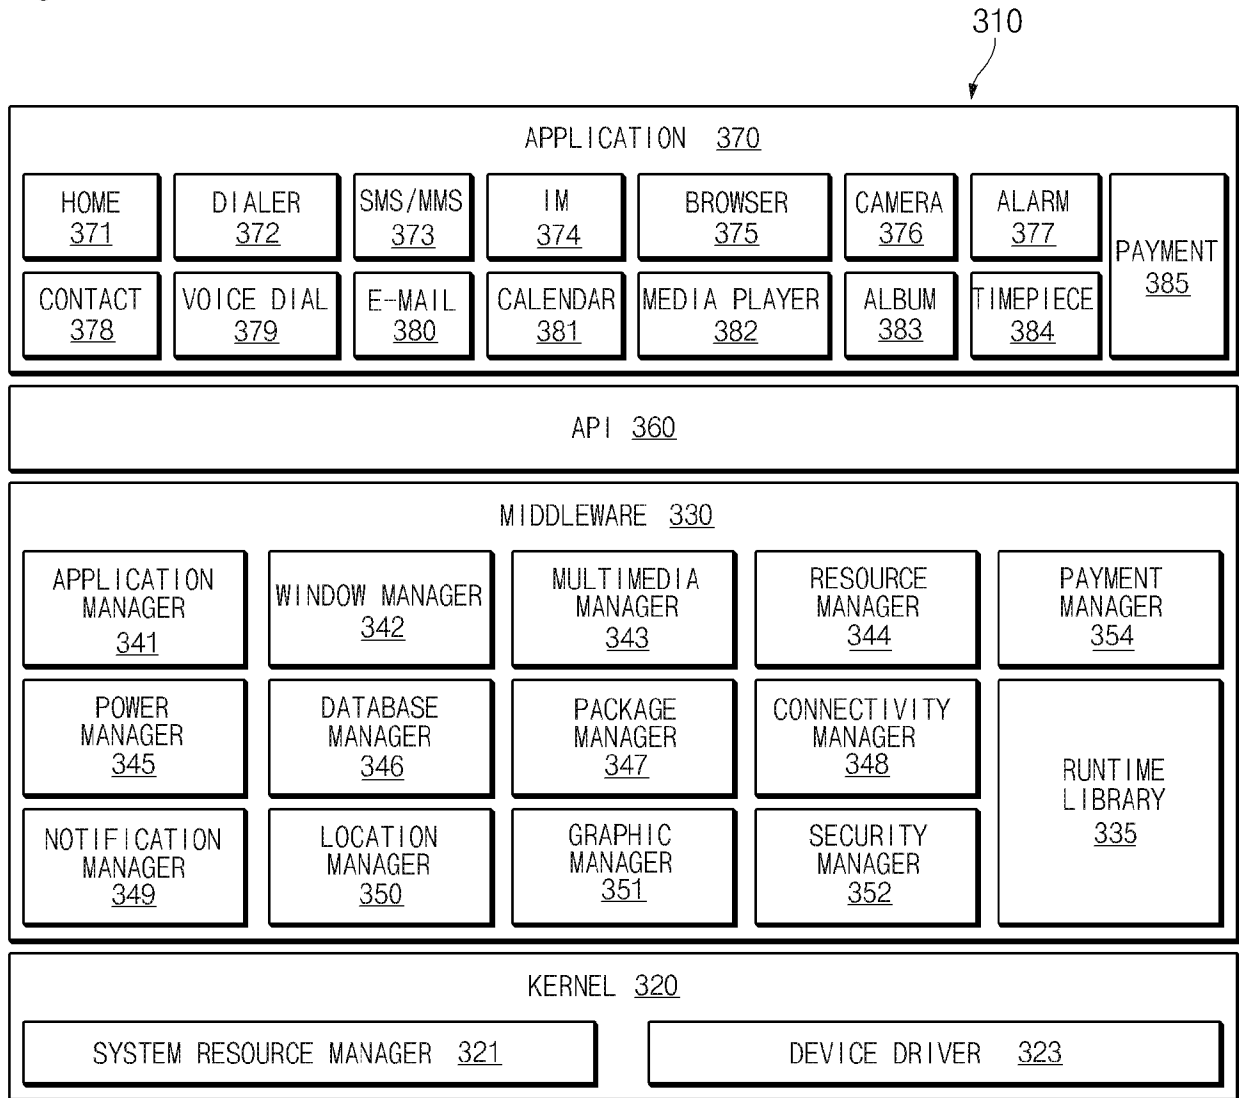 310
APPLICATION 370
HOME
371
DIALER
372
SMS/MMS
373
IM
374
BROWSER
375
CAMERA
376
ALARM
377
PAYMENT
385
CONTACT
378
VOICE DIAL
379
E-MAIL
380
CALENDAR
381
MEDIA PLAYER
382
ALBUM
383
TIMEPIECE
384
API 360
MIDDLEWARE 330
APPLICATION
MANAGER
341
WINDOW MANAGER
342
MULTIMEDIA
MANAGER
343
RESOURCE
MANAGER
344
PAYMENT
MANAGER
354
POWER
MANAGER
345
DATABASE
MANAGER
346
PACKAGE
MANAGER
347
CONNECTIVITY
MANAGER
348
RUNTIME
LIBRARY
335
NOTIFICATION
MANAGER
349
LOCATION
MANAGER
350
GRAPHIC
MANAGER
351
SECURITY
MANAGER
352
KERNEL 320
SYSTEM RESOURCE MANAGER 321
DEVICE DRIVER 323